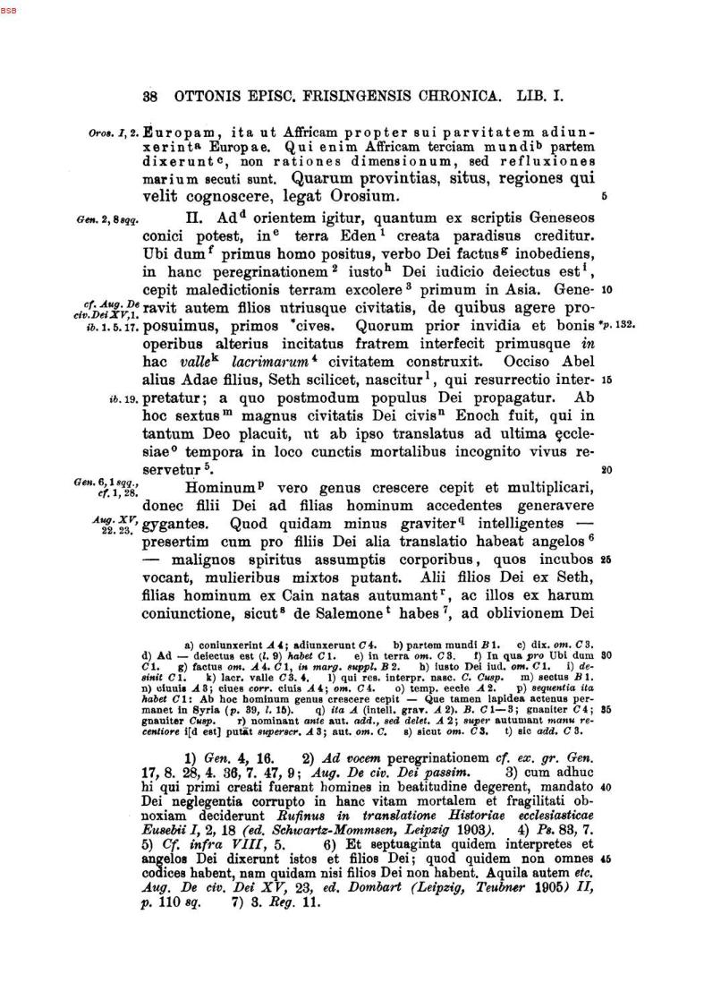 BSB
38 OTTONIS EPISC. FRISINGENSIS CHRONICA. LIB. I.
Oros. I, 2. Europam, ita ut Affricam propter sui parvitatem adiun-
xerint a Europae. Qui enim Affricam terciam mundi b partem
dixerunt c, non rationes dimensionum, sed refluxiones
marium secuti sunt. Quarum provintias, situs, regiones qui
velit cognoscere, legat Orosium. 5
Gen. 2, 8 sqq. II. Ad d orientem igitur, quantum ex scriptis Geneseos
conici potest, in e terra Eden 1 creata paradisus creditur.
Ubi dum f primus homo positus, verbo Dei factus g inobediens,
in hanc peregrinationem 2 iusto h Dei iudicio deiectus est i,
cepit maledictionis terram excolere 3 primum in Asia. Gene- 10
cf. Aug. De civ. Dei XV, 1. ravit autem filios utriusque civitatis, de quibus agere pro-
ib. 1. 5. 17. posuimus, primos *cives. Quorum prior invidia et bonis *p. 132.
operibus alterius incitatus fratrem interfecit primusque in
hac valle k lacrimarum 4 civitatem construxit. Occiso Abel
alius Adae filius, Seth scilicet, nascitur l, qui resurrectio inter- 15
ib. 19. pretatur; a quo postmodum populus Dei propagatur. Ab
hoc sextus m magnus civitatis Dei civis n Enoch fuit, qui in
tantum Deo placuit, ut ab ipso translatus ad ultima ęccle-
siae o tempora in loco cunctis mortalibus incognito vivus re-
servetur 5. 20
Gen. 6, 1 sqq., cf. 1, 28. Hominum p vero genus crescere cepit et multiplicari,
donec filii Dei ad filias hominum accedentes generavere
Aug. XV, 22. 23. gygantes. Quod quidam minus graviter q intelligentes —
presertim cum pro filiis Dei alia translatio habeat angelos 6
— malignos spiritus assumptis corporibus, quos incubos 25
vocant, mulieribus mixtos putant. Alii filios Dei ex Seth,
filias hominum ex Cain natas autumant r, ac illos ex harum
coniunctione, sicut s de Salemone t habes 7, ad oblivionem Dei
a) coniunxerint A 4; adiunxerunt C 4. b) partem mundi B 1. c) dix. om. C 3.
d) Ad — deiectus est (l. 9) habet C 1. e) in terra om. C 3. f) In qua pro Ubi dum 30
C 1. g) factus om. A 4. C 1, in marg. suppl. B 2. h) iusto Dei iud. om. C 1. i) de-
sinit C 1. k) lacr. valle C 3. 4. l) qui res. interpr. nasc. C. Cusp. m) sectus B 1.
n) ciuuis A 3; ciues corr. ciuis A 4; om. C 4. o) temp. eccle A 2. p) sequentia ita
habet C 1: Ab hoc hominum genus crescere cepit — Que tamen lapidea actenus per-
manet in Syria (p. 39, l. 15). q) ita A (intell. grav. A 2). B. C 1—3; gnaniter C 4; 35
gnauiter Cusp. r) nominant ante aut. add., sed delet. A 2; super autumant manu re-
centiore i[d est] putāt superscr. A 3; aut. om. C. s) sicut om. C 3. t) sic add. C 3.
1) Gen. 4, 16. 2) Ad vocem peregrinationem cf. ex. gr. Gen.
17, 8. 28, 4. 36, 7. 47, 9; Aug. De civ. Dei passim. 3) cum adhuc
hi qui primi creati fuerant homines in beatitudine degerent, mandato 40
Dei neglegentia corrupto in hanc vitam mortalem et fragilitati ob-
noxiam deciderunt Rufinus in translatione Historiae ecclesiasticae
Eusebii I, 2, 18 (ed. Schwartz-Mommsen, Leipzig 1903). 4) Ps. 83, 7.
5) Cf. infra VIII, 5. 6) Et septuaginta quidem interpretes et
angelos Dei dixerunt istos et filios Dei; quod quidem non omnes 45
codices habent, nam quidam nisi filios Dei non habent. Aquila autem etc.
Aug. De civ. Dei XV, 23, ed. Dombart (Leipzig, Teubner 1905) II,
p. 110 sq. 7) 3. Reg. 11.